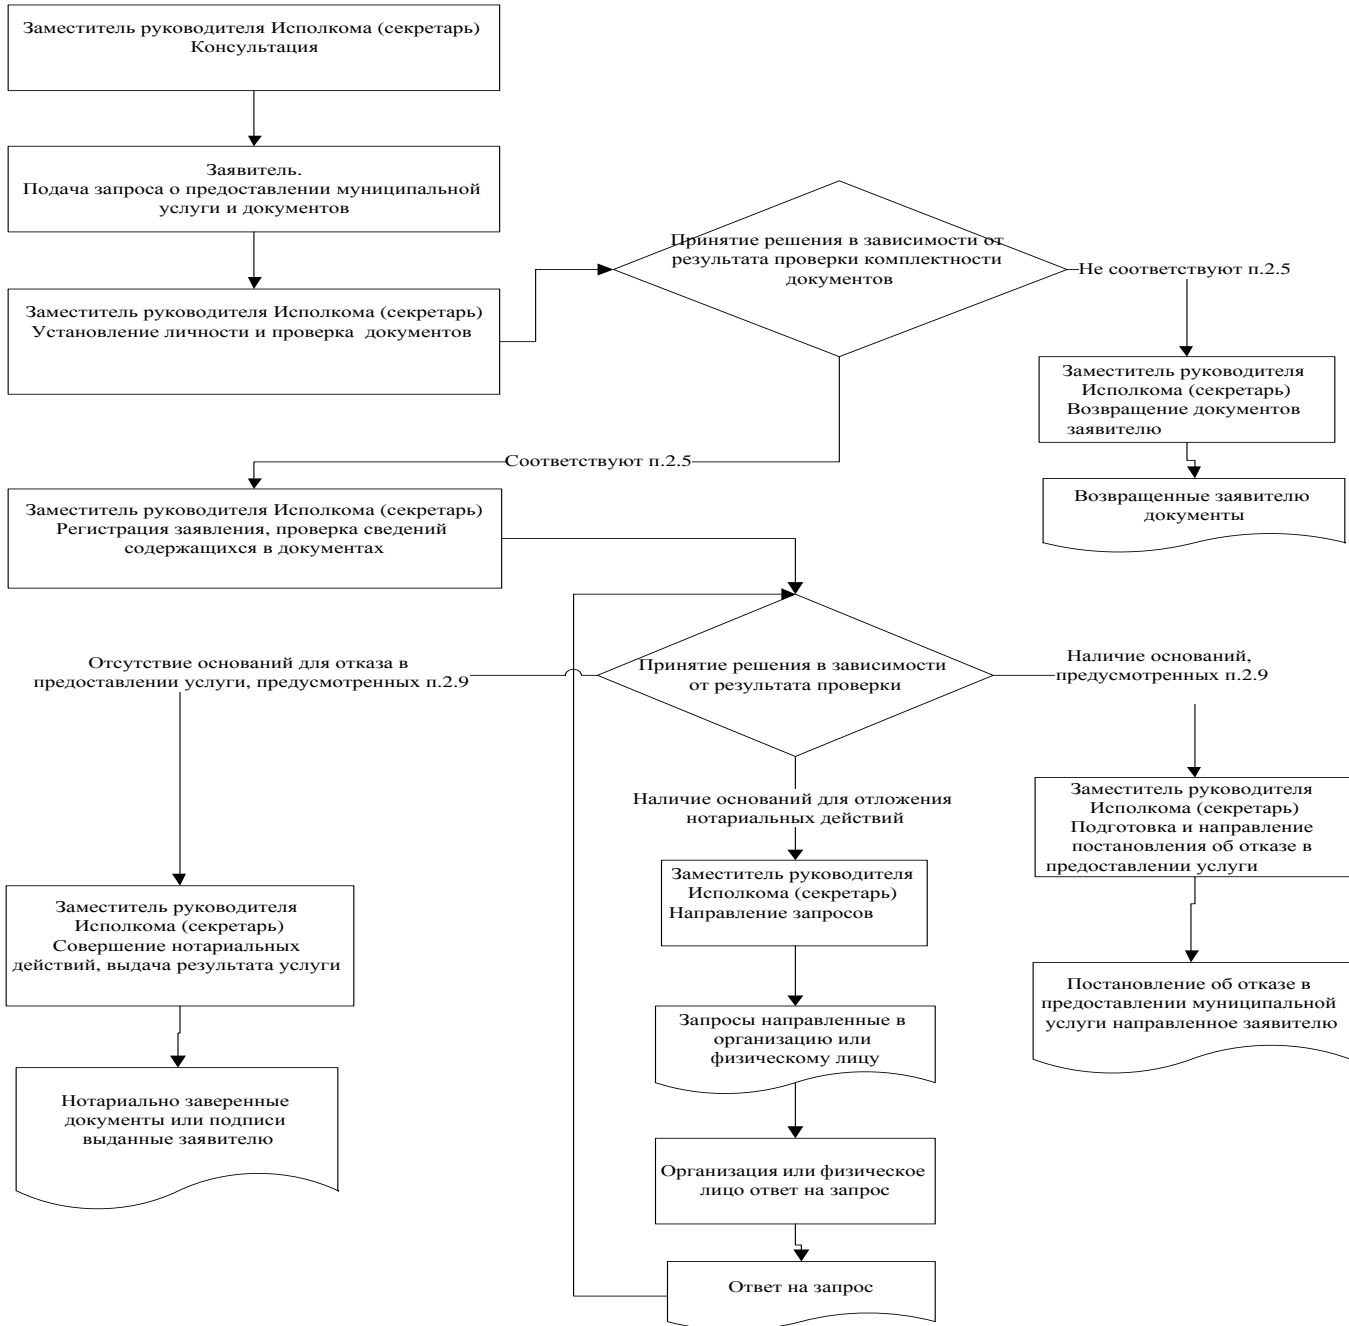 Заместитель руководителя Исполкома (секретарь)
Консультация
Заявитель.
Подача запроса о предоставлении муниципальной
услуги и документов
Заместитель руководителя Исполкома (секретарь)
Установление личности и проверка документов
Принятие решения в зависимости от
результата проверки комплектности
документов
Не соответствуют п.2.5
Заместитель руководителя
Исполкома (секретарь)
Возвращение документов
заявителю
Возвращенные заявителю
документы
Соответствуют п.2.5
Заместитель руководителя Исполкома (секретарь)
Регистрация заявления, проверка сведений
содержащихся в документах
Принятие решения в зависимости
от результата проверки
Отсутствие оснований для отказа в
предоставлении услуги, предусмотренных п.2.9
Наличие оснований,
предусмотренных п.2.9
Наличие оснований для отложения
нотариальных действий
Заместитель руководителя
Исполкома (секретарь)
Совершение нотариальных
действий, выдача результата услуги
Нотариально заверенные
документы или подписи
выданные заявителю
Заместитель руководителя
Исполкома (секретарь)
Направление запросов
Запросы направленные в
организацию или
физическому лицу
Организация или физическое
лицо ответ на запрос
Ответ на запрос
Заместитель руководителя
Исполкома (секретарь)
Подготовка и направление
постановления об отказе в
предоставлении услуги
Постановление об отказе в
предоставлении муниципальной
услуги направленное заявителю